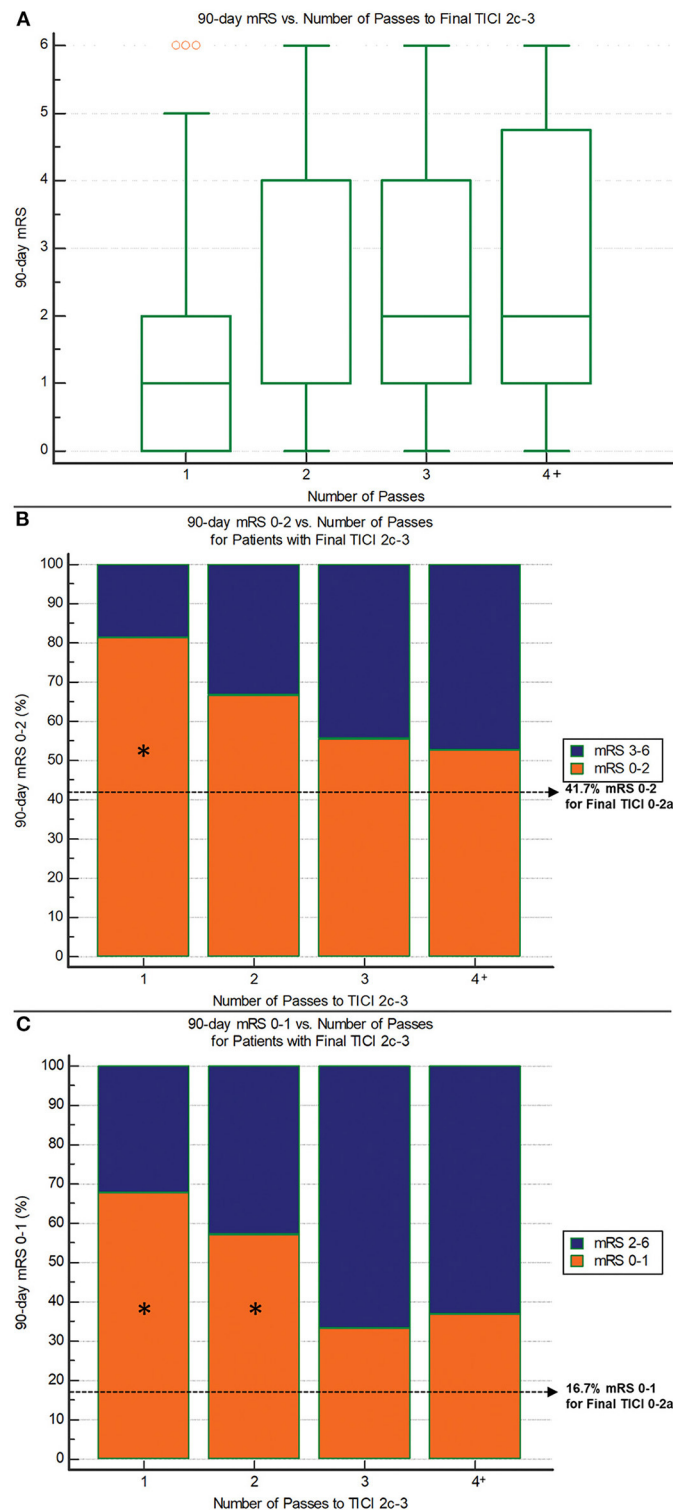 A
90-day mRS vs. Number of Passes to Final TICI 2c-3
6
5
4
3
2
1
0
90-day mRS
1 2 3 4+
Number of Passes
B
90-day mRS 0-2 vs. Number of Passes
for Patients with Final TICI 2c-3
100
90
80
70
60
50
40
30
20
10
0
90-day mRS 0-2 (%)
*
mRS 3-6
mRS 0-2
41.7% mRS 0-2
for Final TICI 0-2a
1 2 3 4+
Number of Passes to TICI 2c-3
C
90-day mRS 0-1 vs. Number of Passes
for Patients with Final TICI 2c-3
100
90
80
70
60
50
40
30
20
10
0
90-day mRS 0-1 (%)
* *
mRS 2-6
mRS 0-1
16.7% mRS 0-1
for Final TICI 0-2a
1 2 3 4+
Number of Passes to TICI 2c-3